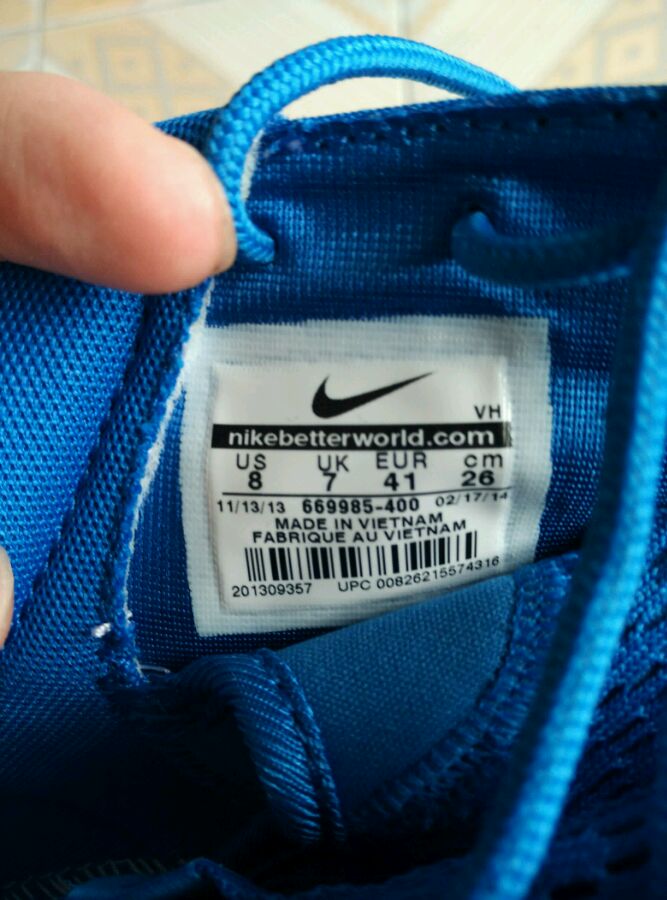 VH
nikebetterworld.com
US UK EUR cm
8 7 41 26
11/13/13 669985-400 02/17/14
MADE IN VIETNAM
FABRIQUE AU VIETNAM
201309357 UPC 00826215574316